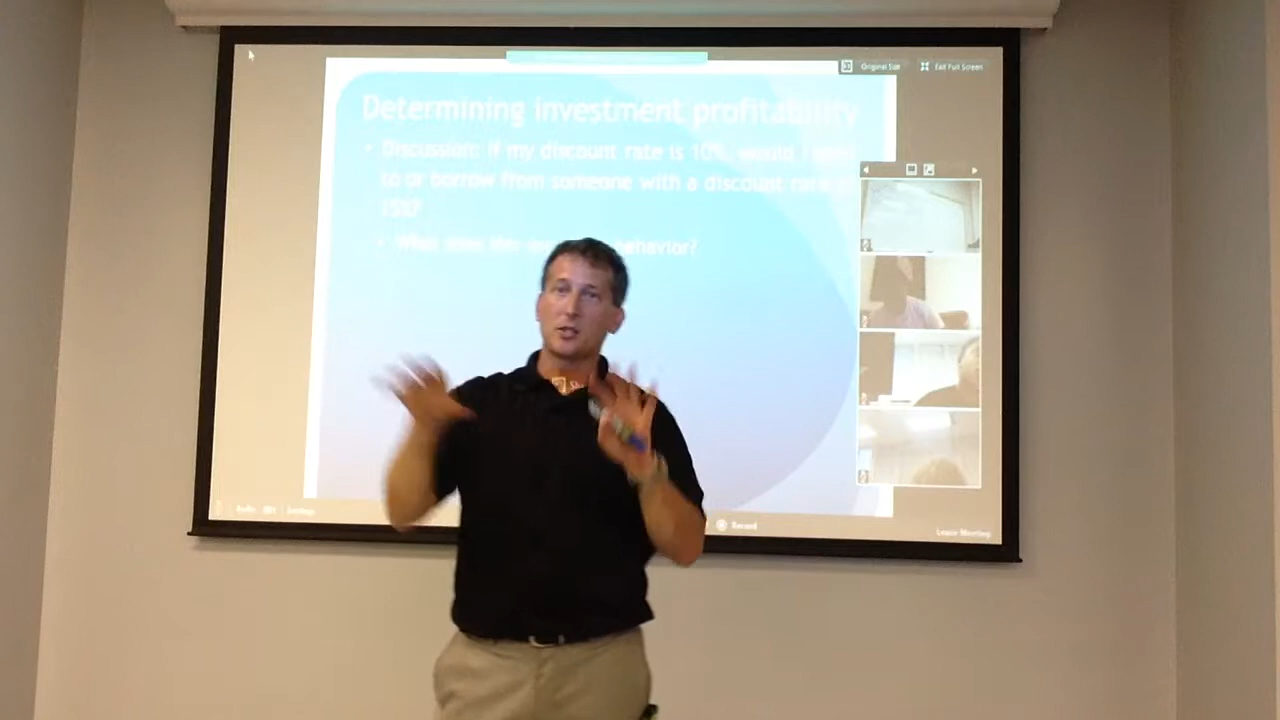 Original Size
Exit Full Screen
Determining investment profitability
Discussion: If my discount rate is 10%, would I
to or borrow from someone with a discount rate
15%?
behavior?
Record
Leave Meeting